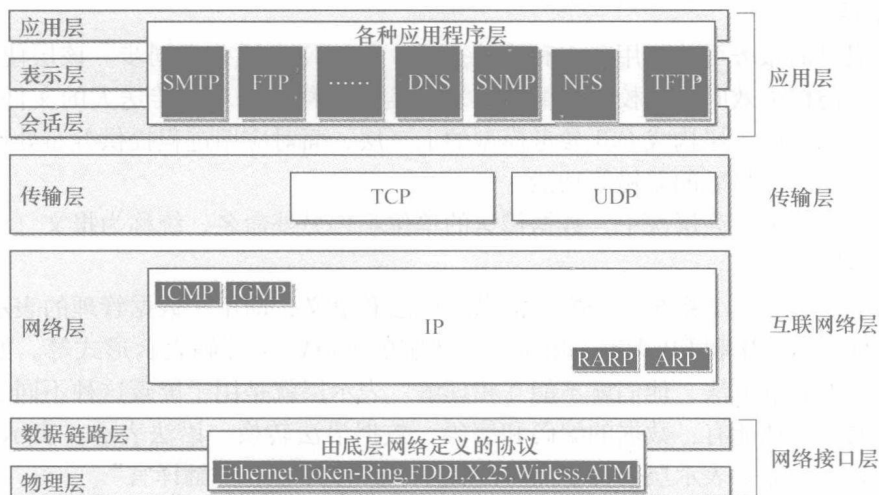 应用层
各种应用程序层
表示层
SMTP FTP …… DNS SNMP NFS TFTP
应用层
会话层
传输层
TCP UDP
传输层
ICMP IGMP
网络层
IP
互联网络层
RARP ARP
数据链路层
由底层网络定义的协议
网络接口层
物理层
Ethernet,Token-Ring,FDDI,X.25,Wirless,ATM